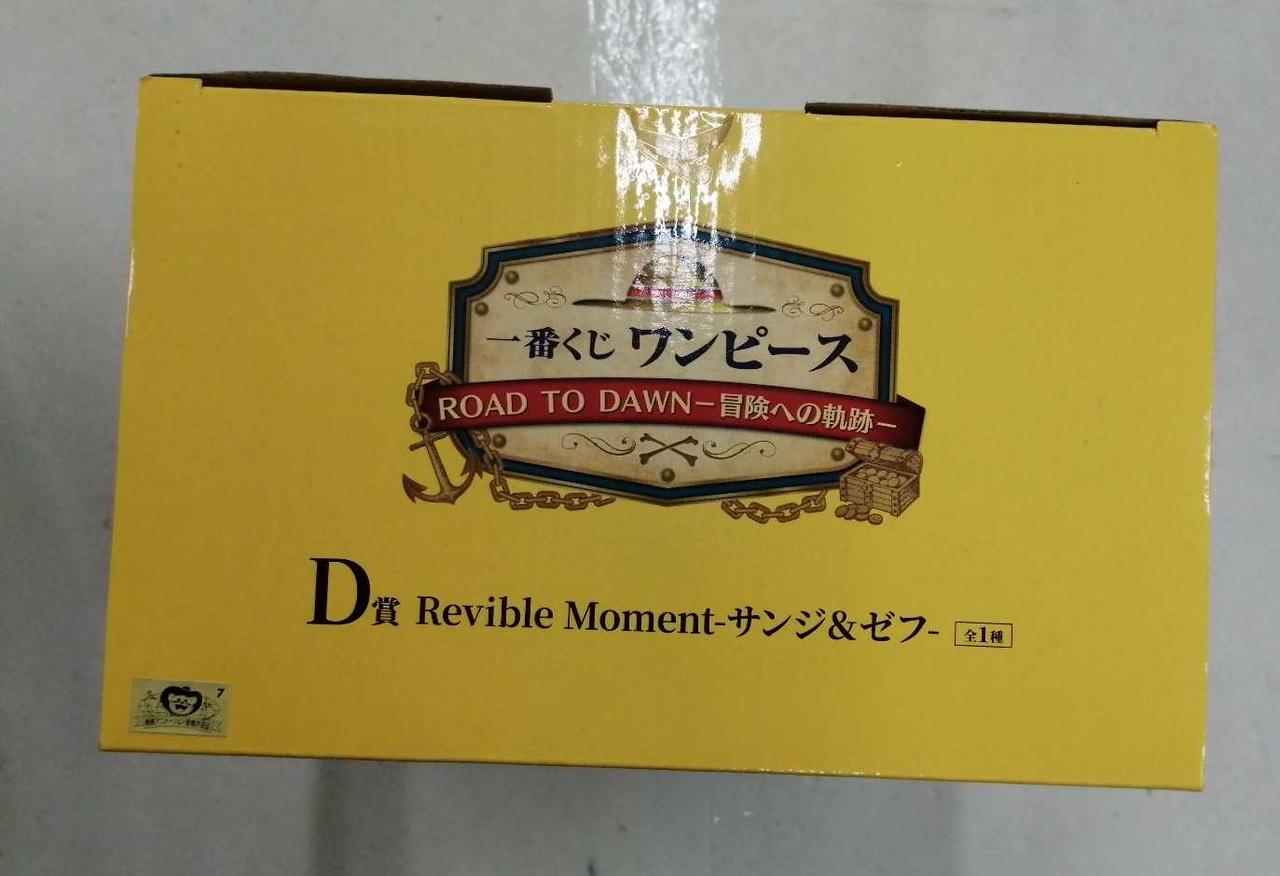 一番くじ ワンピース
ROAD TO DAWN－冒険への軌跡－
D賞 Revible Moment-サンジ&ゼフ- 全1種
7